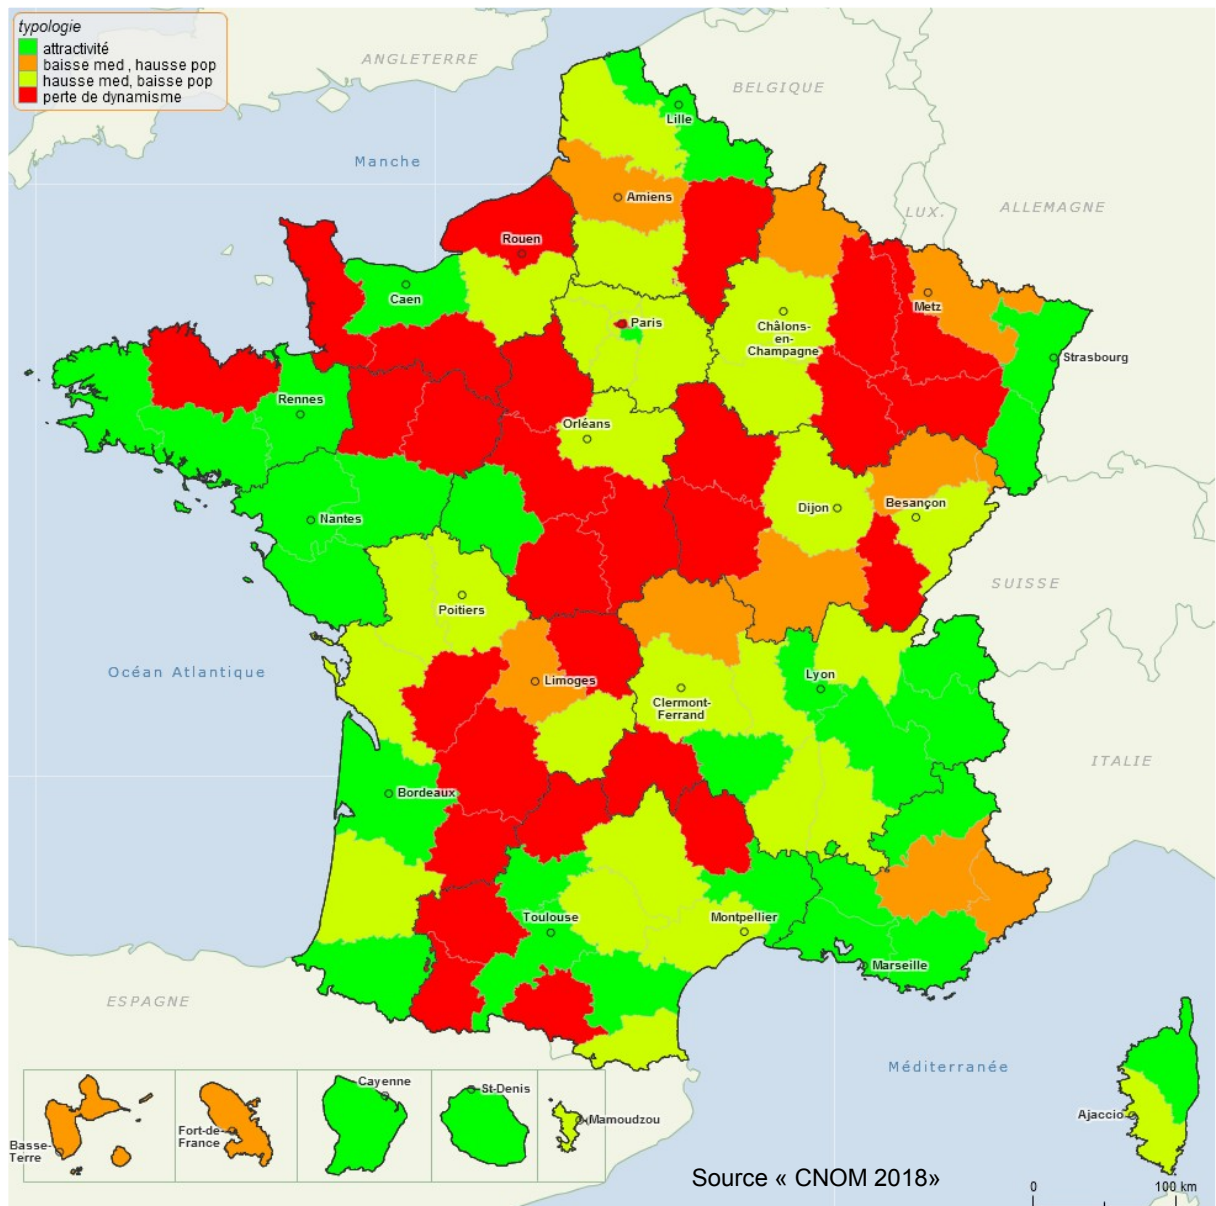 typologie
attractivité
baisse med , hausse pop
hausse med, baisse pop
perte de dynamisme
ANGLETERRE
BELGIQUE
Lille
Manche
Amiens
LUX.
ALLEMAGNE
Rouen
Caen
Metz
Paris
Châlons-
en-
Champagne
Strasbourg
Rennes
Orléans
Nantes
Dijon
Besançon
SUISSE
Poitiers
Océan Atlantique
Limoges
Lyon
Clermont-
Ferrand
ITALIE
Bordeaux
Toulouse
Montpellier
Marseille
ESPAGNE
Méditerranée
Cayenne
St-Denis
Ajaccio
Mamoudzou
Fort-de-
France
Basse-
Terre
Source « CNOM 2018»
0
100 km